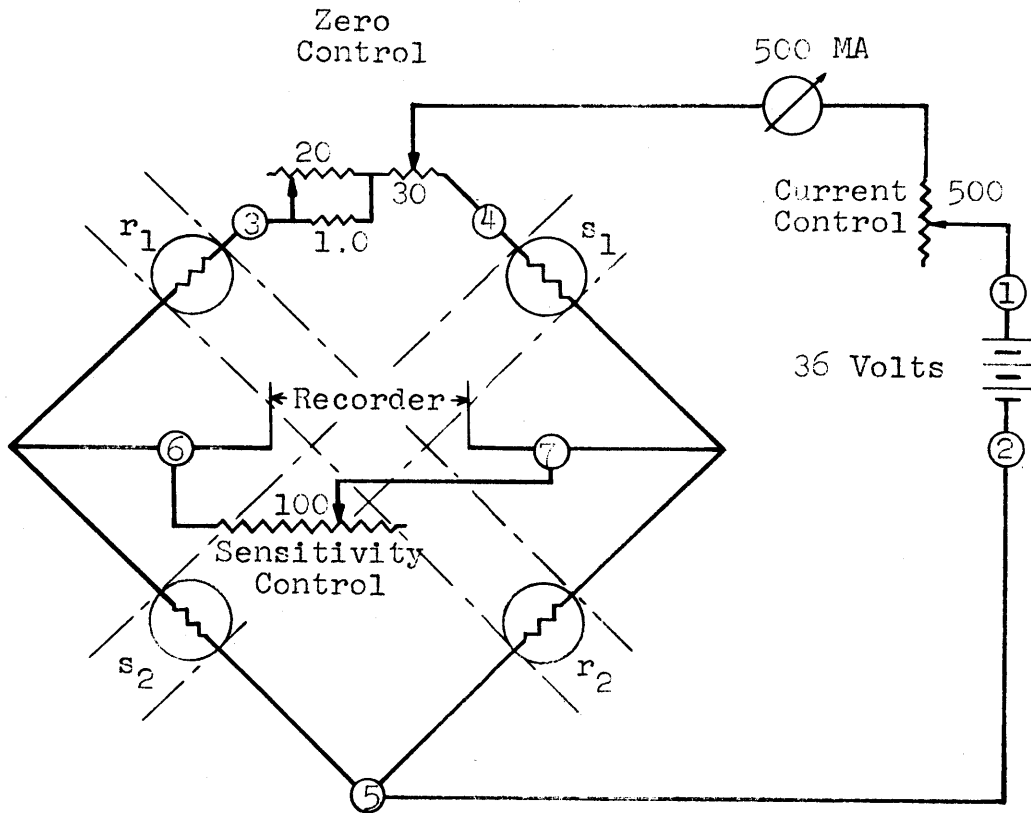 Zero
Control
500 MA
20
30
Current
Control
500
3
4
1.0
r1
s1
1
36 Volts
Recorder
6
7
2
100
Sensitivity
Control
s2
r2
5